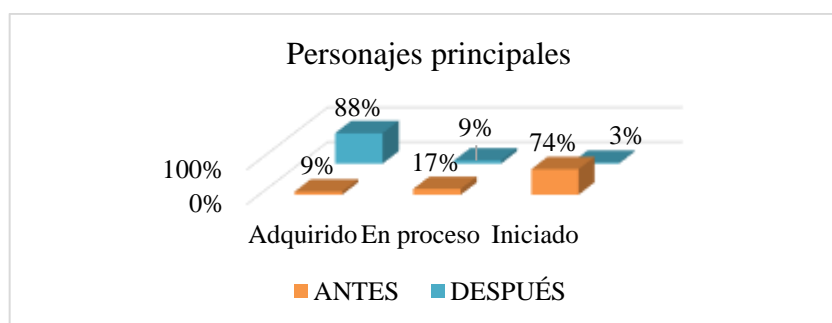 Personajes principales
88%
9%
74%
3%
9%
17%
100%
0%
Adquirido En proceso Iniciado
ANTES DESPUÉS